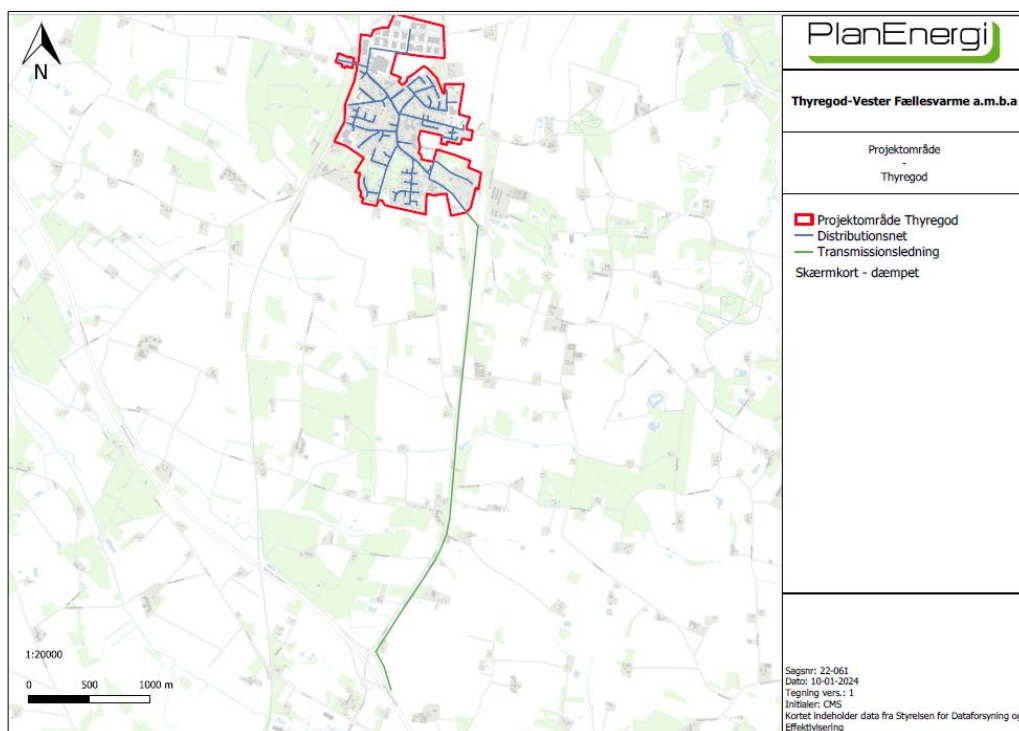 N
PlanEnergi
Thyregod-Vester Fællesvarme a.m.b.a
Projektområde
-
Thyregod
Projektområde Thyregod
Distributionsnet
Transmissionsledning
Skærmkort - dæmpet
1:20000
0 500 1000 m
Sagsnr: 22-061
Dato: 10-01-2024
Tegning vers.: 1
Initialer: CMS
Kortet indeholder data fra Styrelsen for Dataforsyning og
Effektivisering